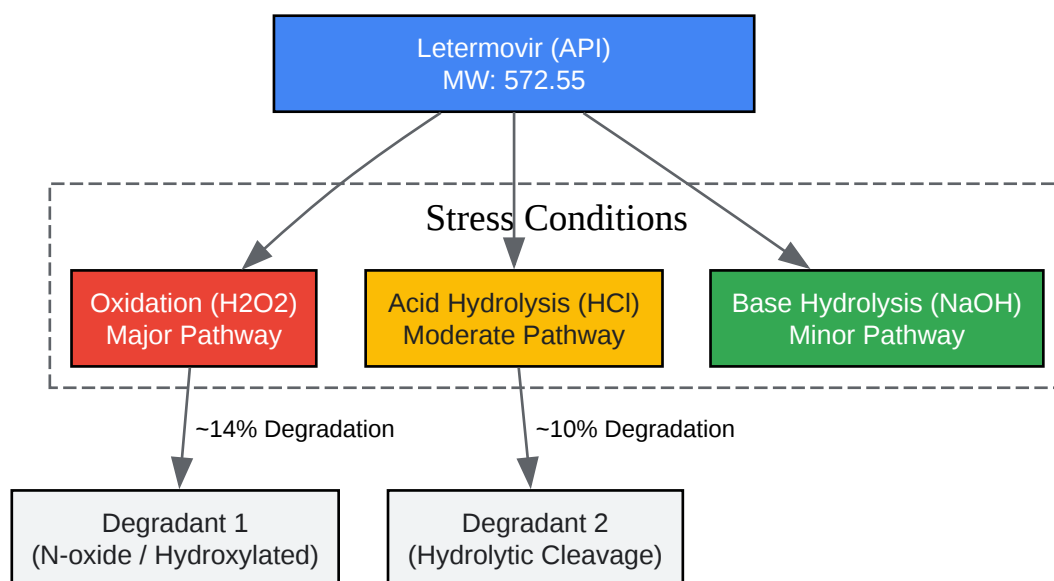 Letermovir (API)
MW: 572.55
Stress Conditions
Oxidation (H2O2)
Major Pathway
Acid Hydrolysis (HCl)
Moderate Pathway
Base Hydrolysis (NaOH)
Minor Pathway
~14% Degradation
~10% Degradation
Degradant 1
(N-oxide / Hydroxylated)
Degradant 2
(Hydrolytic Cleavage)